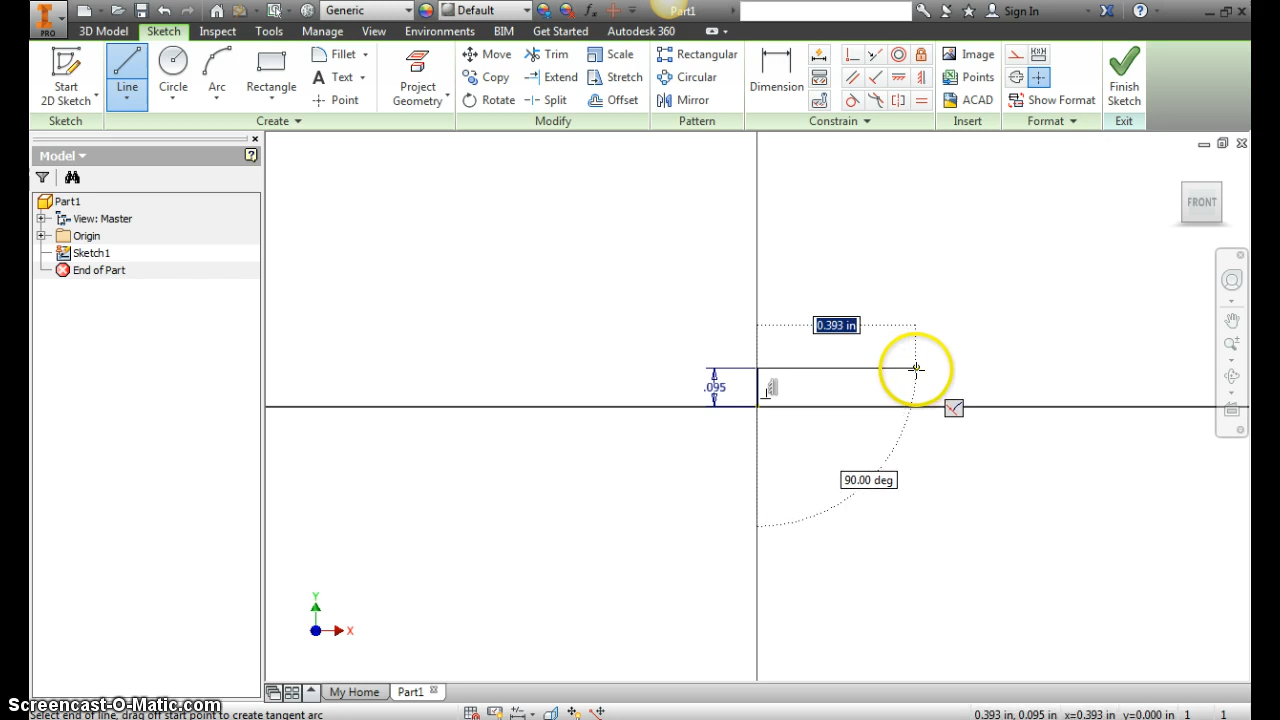 PRO
Generic
Default
Part1
Sign In
3D Model
Sketch
Inspect
Tools
Manage
View
Environments
BIM
Get Started
Autodesk 360
Start
2D Sketch
Line
Circle
Arc
Rectangle
Fillet
Text
Point
Project
Geometry
Move
Copy
Rotate
Trim
Extend
Split
Scale
Stretch
Offset
Rectangular
Circular
Mirror
Dimension
Image
Points
ACAD
Show Format
Finish
Sketch
Sketch
Create
Modify
Pattern
Constrain
Insert
Format
Exit
Model
Part1
View: Master
Origin
Sketch1
End of Part
FRONT
0.393 in
.095
90.00 deg
Y
X
My Home
Part1
Screencast-O-Matic.com
Select end of line, drag off start point to create tangent arc
0.393 in, 0.095 in
x=0.393 in
y=0.000 in
1
1